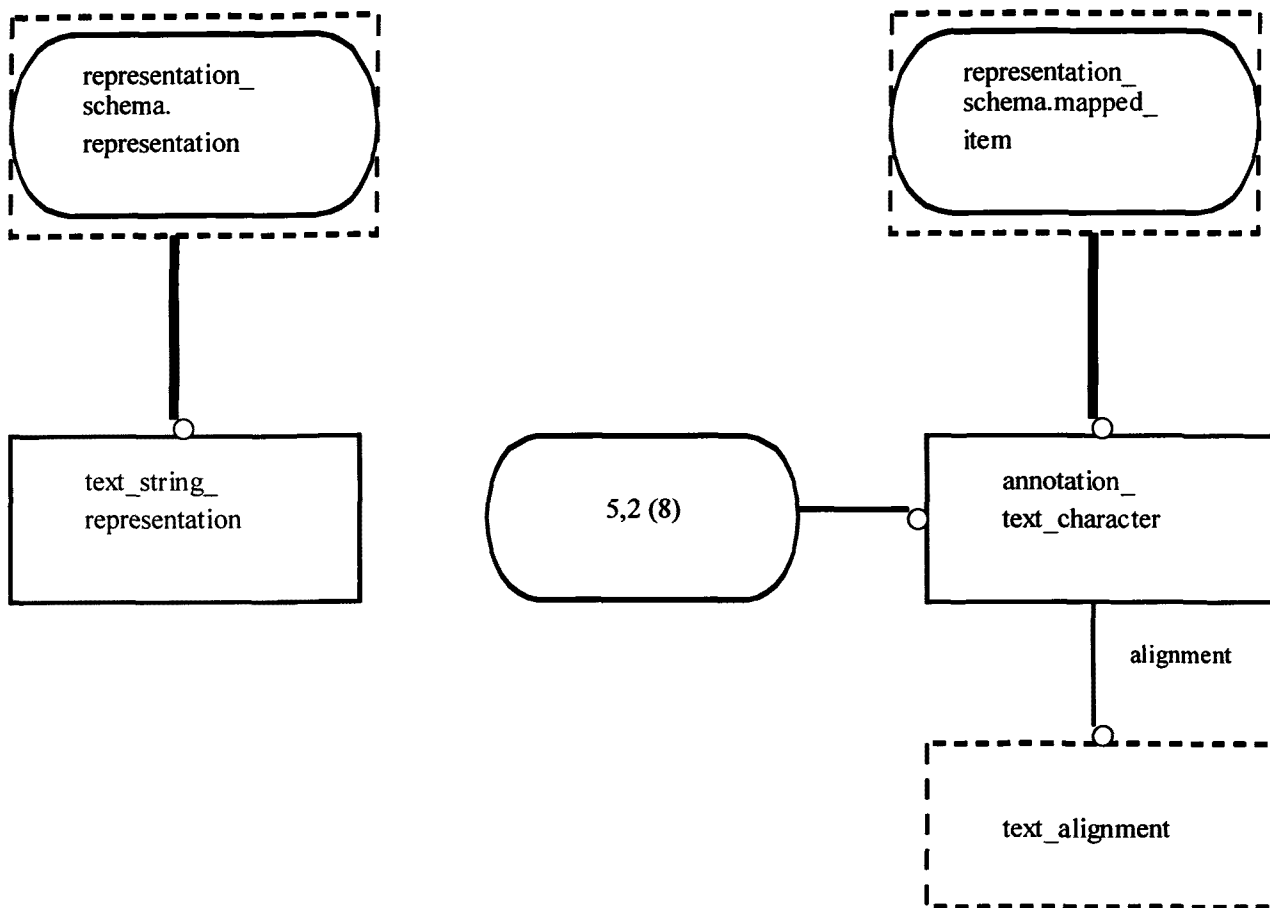 representation_
schema.
representation
representation_
schema.mapped_
item
text_string_
representation
5,2 (8)
annotation_
text_character
alignment
text_alignment